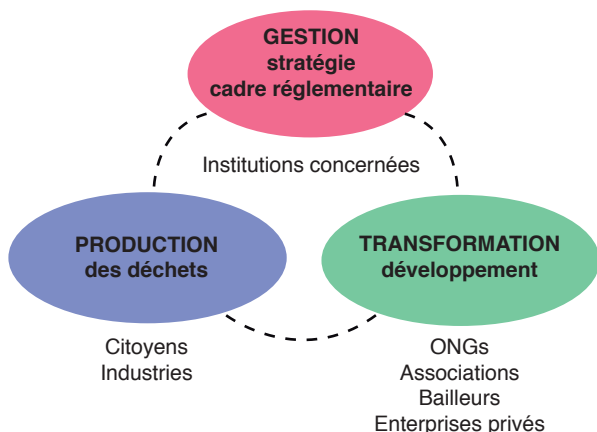 GESTION
stratégie
cadre réglementaire
Institutions concernées
PRODUCTION
des déchets
TRANSFORMATION
développement
Citoyens
Industries
ONGs
Associations
Bailleurs
Enterprises privés